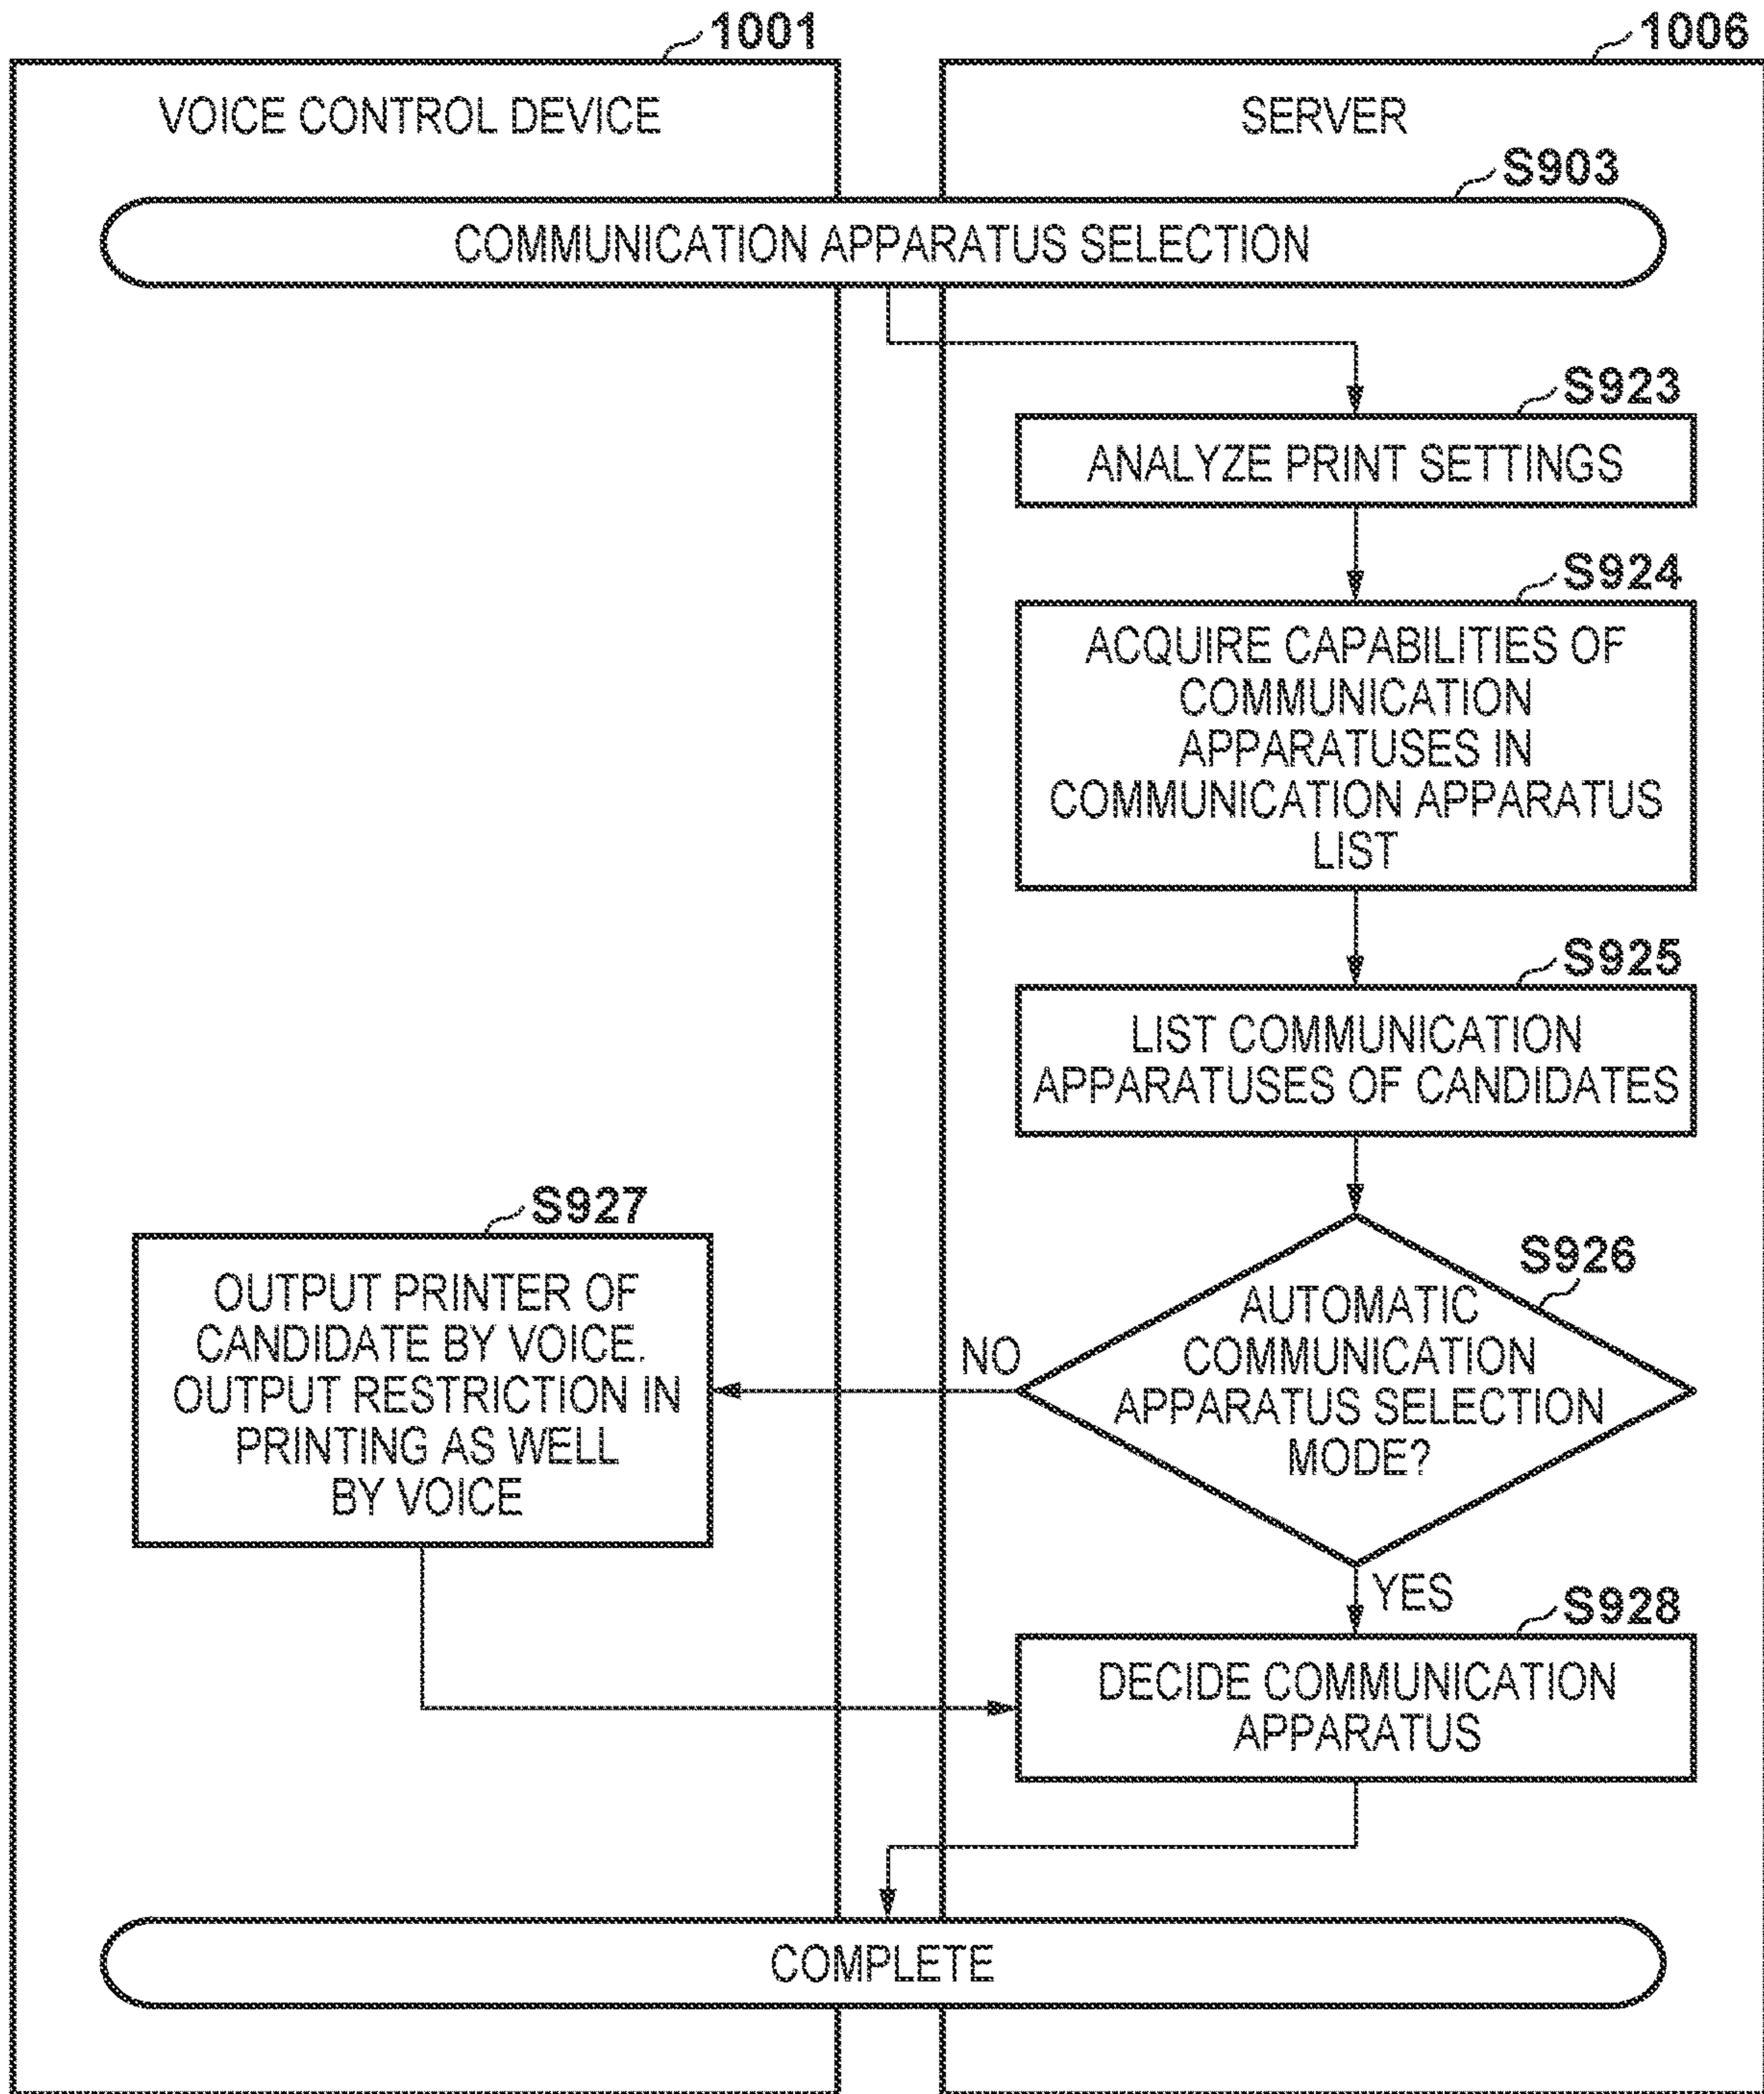 1001
1006
VOICE CONTROL DEVICE
SERVER
S903
COMMUNICATION APPARATUS SELECTION
S923
ANALYZE PRINT SETTINGS
S924
ACQUIRE CAPABILITIES OF
COMMUNICATION
APPARATUSES IN
COMMUNICATION APPARATUS
LIST
S925
LIST COMMUNICATION
APPARATUSES OF CANDIDATES
S926
AUTOMATIC
COMMUNICATION
APPARATUS SELECTION
MODE?
NO
S927
OUTPUT PRINTER OF
CANDIDATE BY VOICE.
OUTPUT RESTRICTION IN
PRINTING AS WELL
BY VOICE
YES
S928
DECIDE COMMUNICATION
APPARATUS
COMPLETE